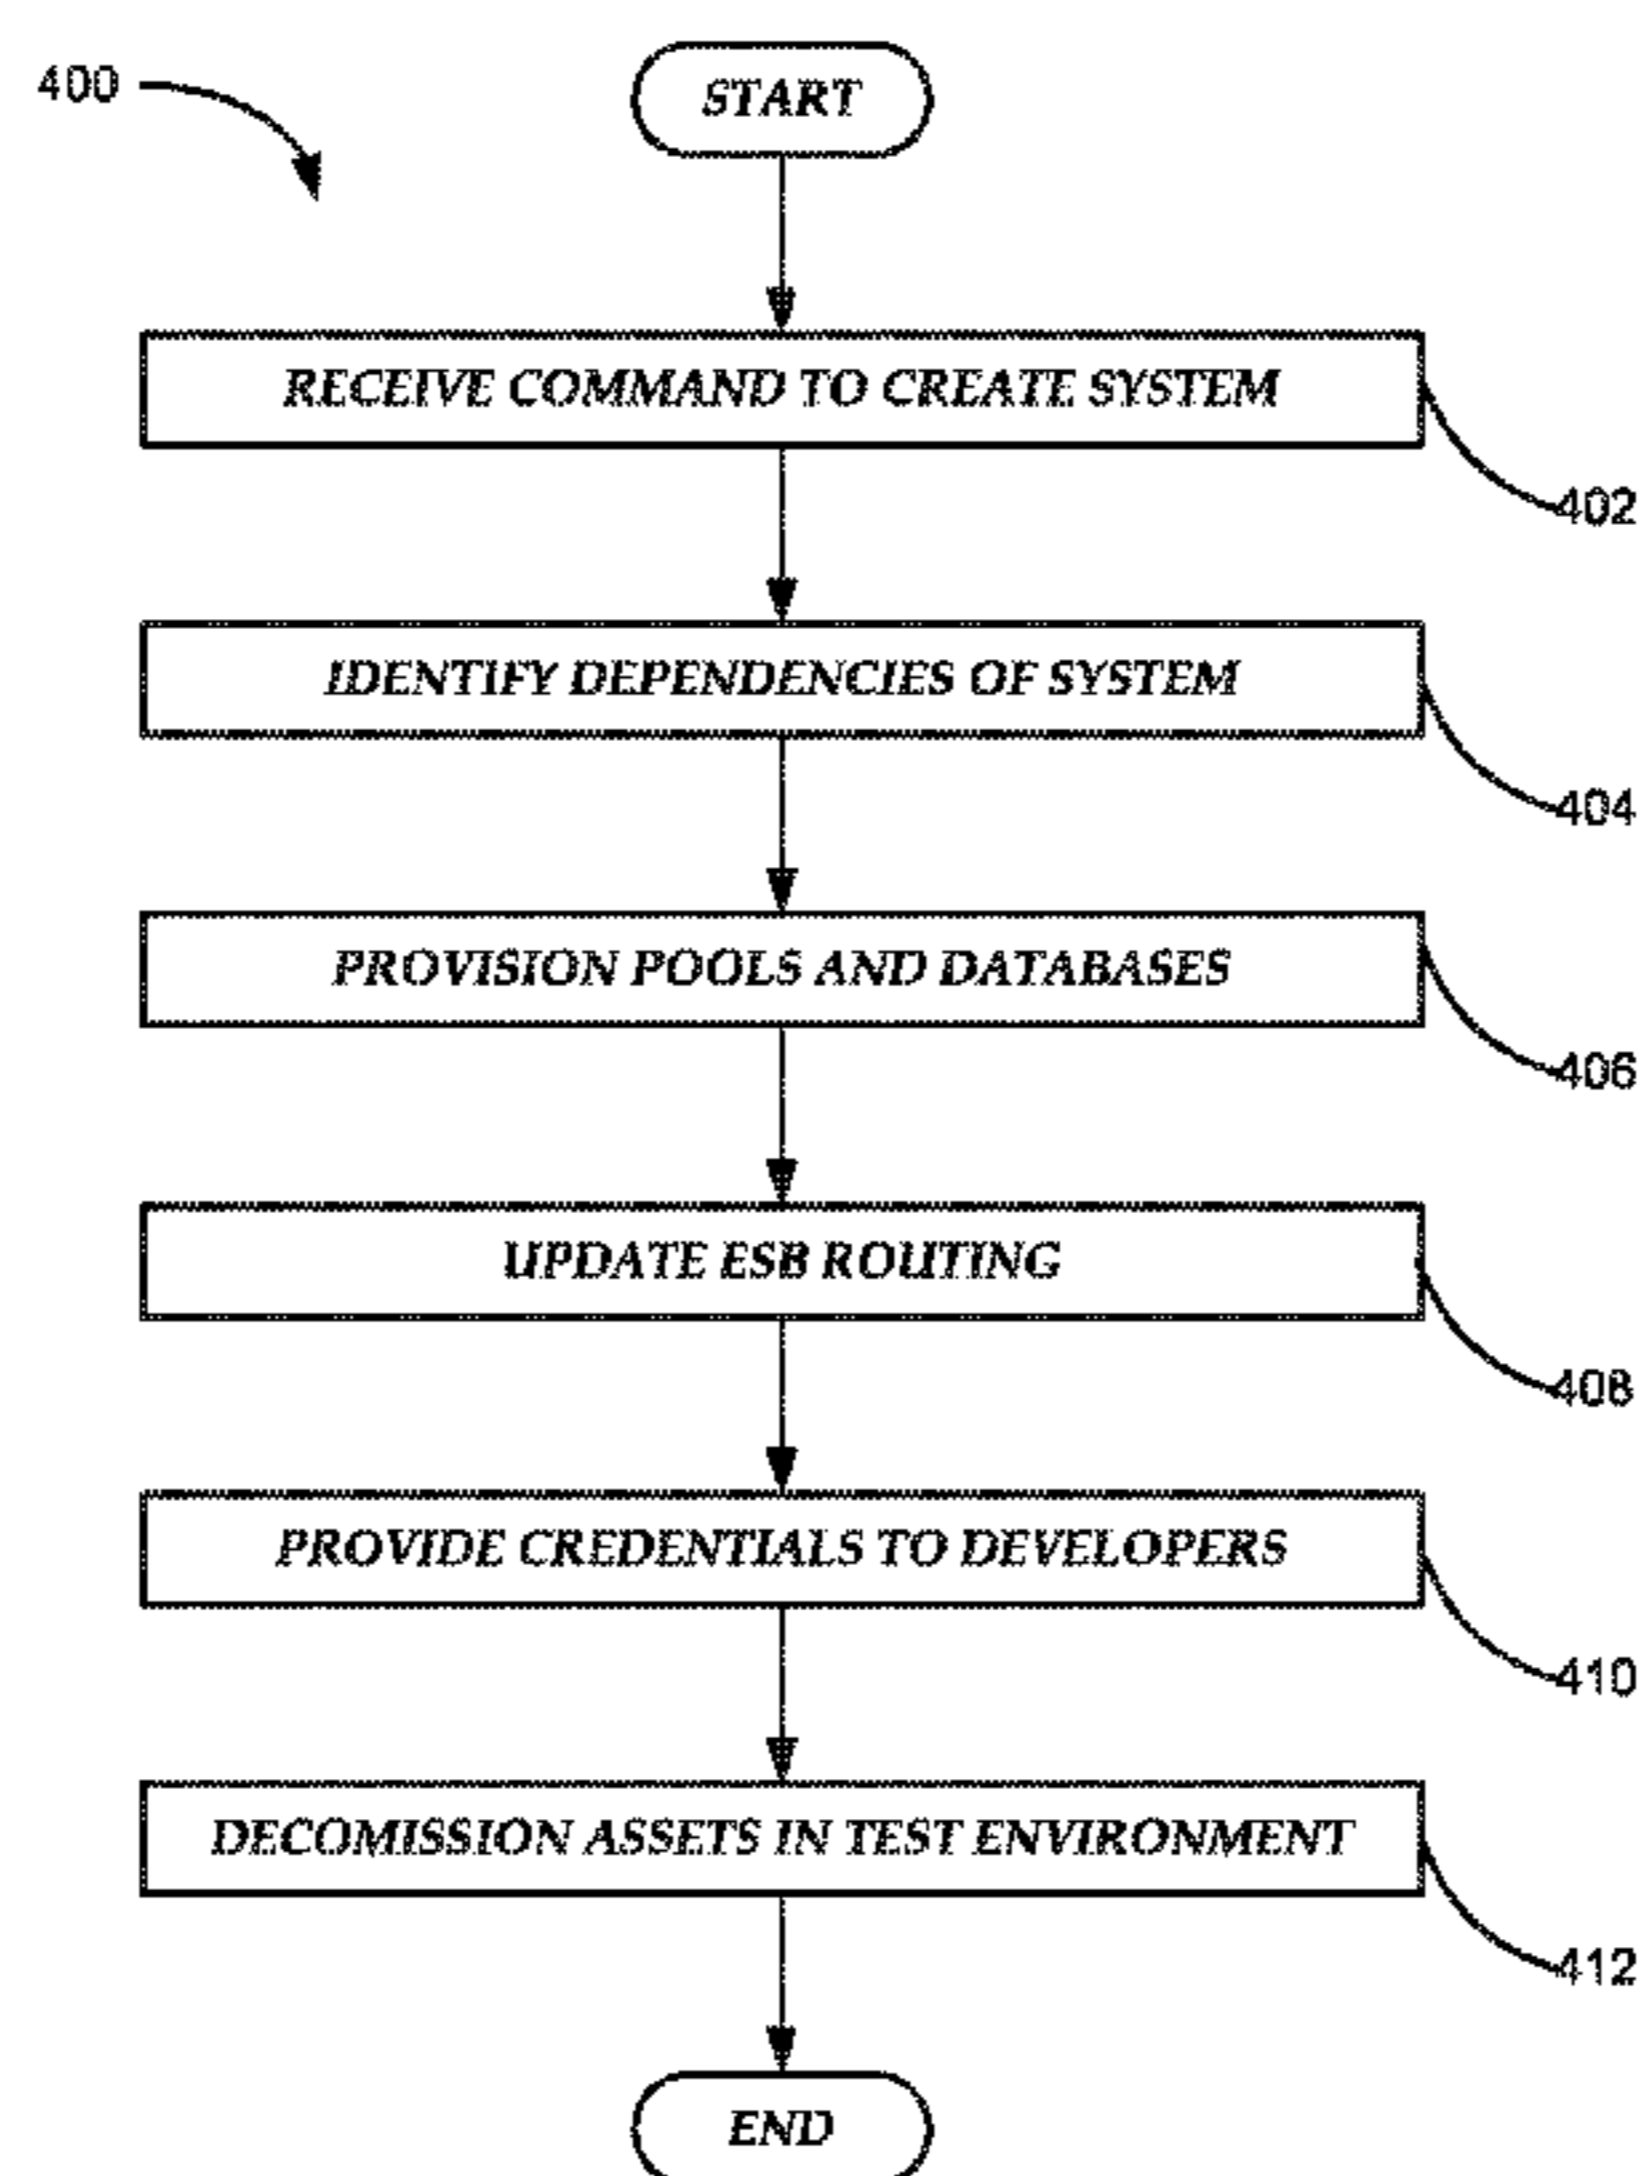 400
START
RECEIVE COMMAND TO CREATE SYSTEM
402
IDENTIFY DEPENDENCIES OF SYSTEM
404
PROVISION POOLS AND DATABASES
406
UPDATE ESB ROUTING
408
PROVIDE CREDENTIALS TO DEVELOPERS
410
DECOMISSION ASSETS IN TEST ENVIRONMENT
412
END